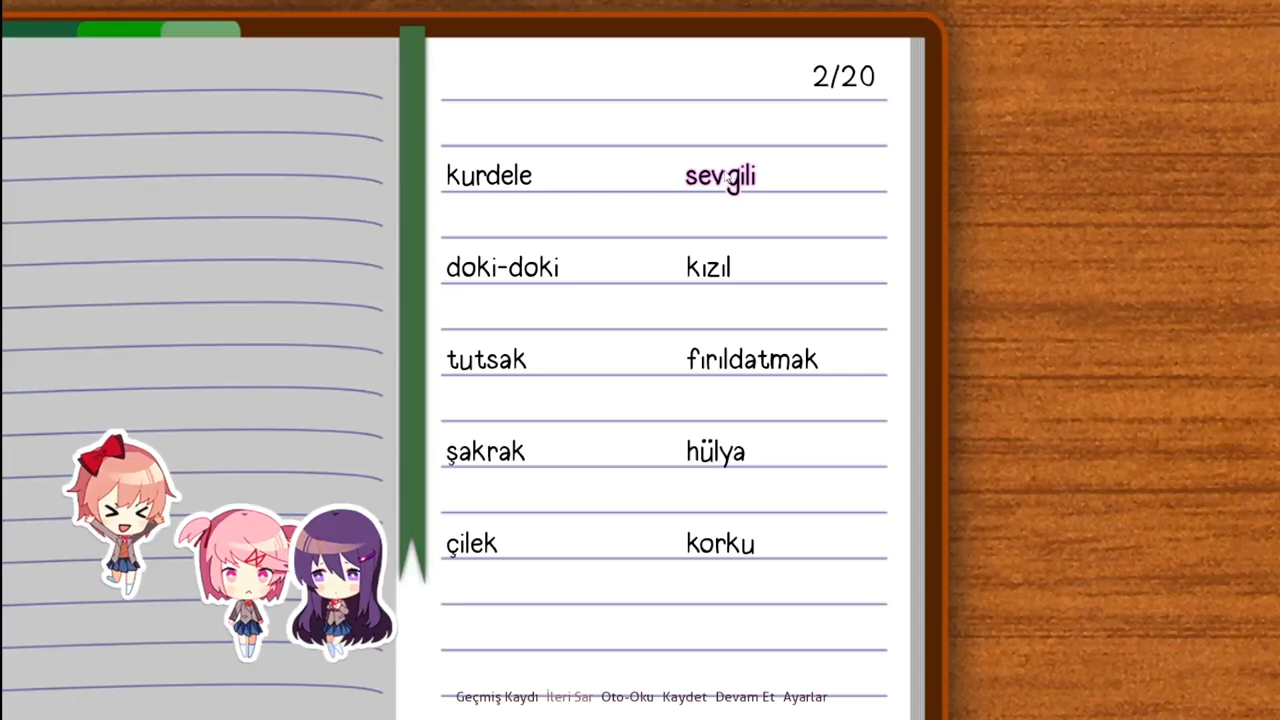 2/20
kurdele sevgili
doki-doki kızıl
tutsak fırıldatmak
şakrak hülya
çilek korku
Geçmiş Kaydı İleri Sar Oto-Oku Kaydet Devam Et Ayarlar